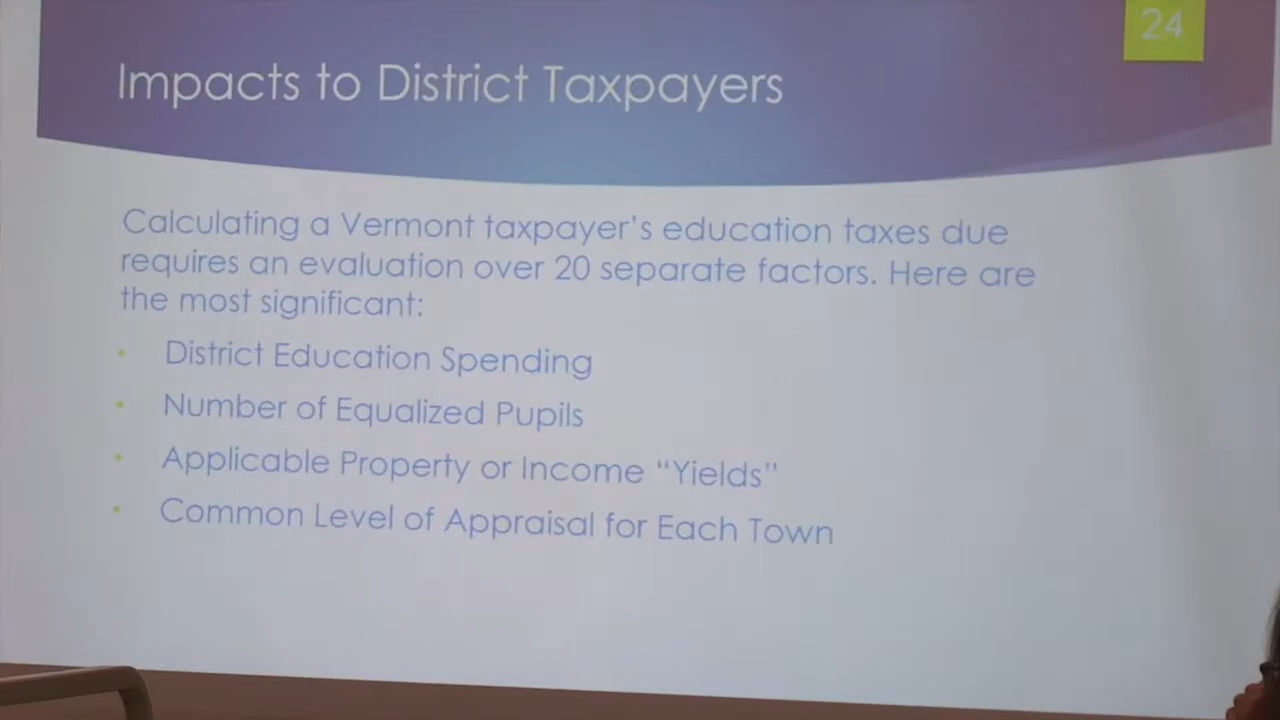 24
Impacts to District Taxpayers
Calculating a Vermont taxpayer's education taxes due
requires an evaluation over 20 separate factors. Here are
the most significant:
• District Education Spending
• Number of Equalized Pupils
• Applicable Property or Income “Yields”
• Common Level of Appraisal for Each Town